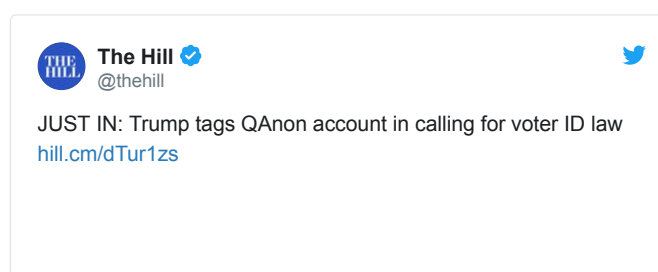 THE
HILL
The Hill
@thehill
JUST IN: Trump tags QAnon account in calling for voter ID law
hill.cm/dTur1zs